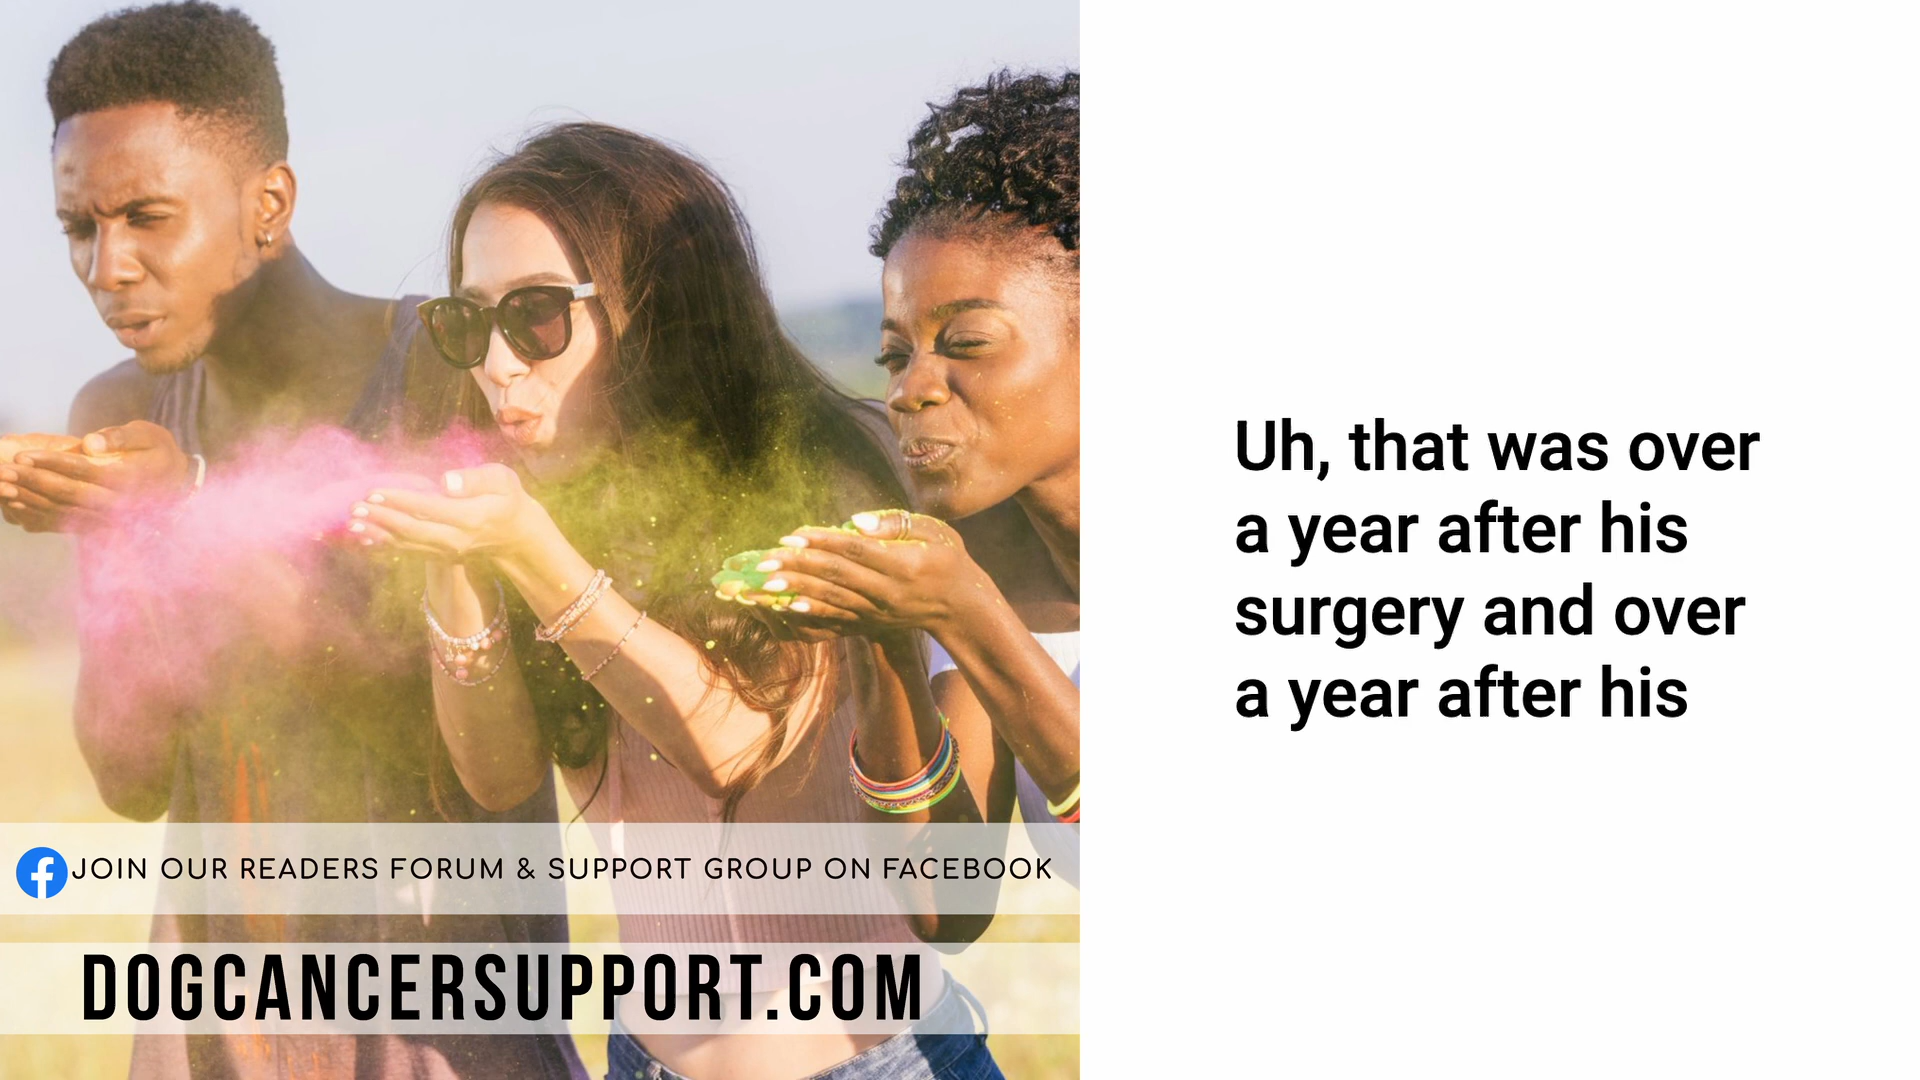 JOIN OUR READERS FORUM & SUPPORT GROUP ON FACEBOOK
DOGCANCERSUPPORT.COM
Uh, that was over
a year after his
surgery and over
a year after his